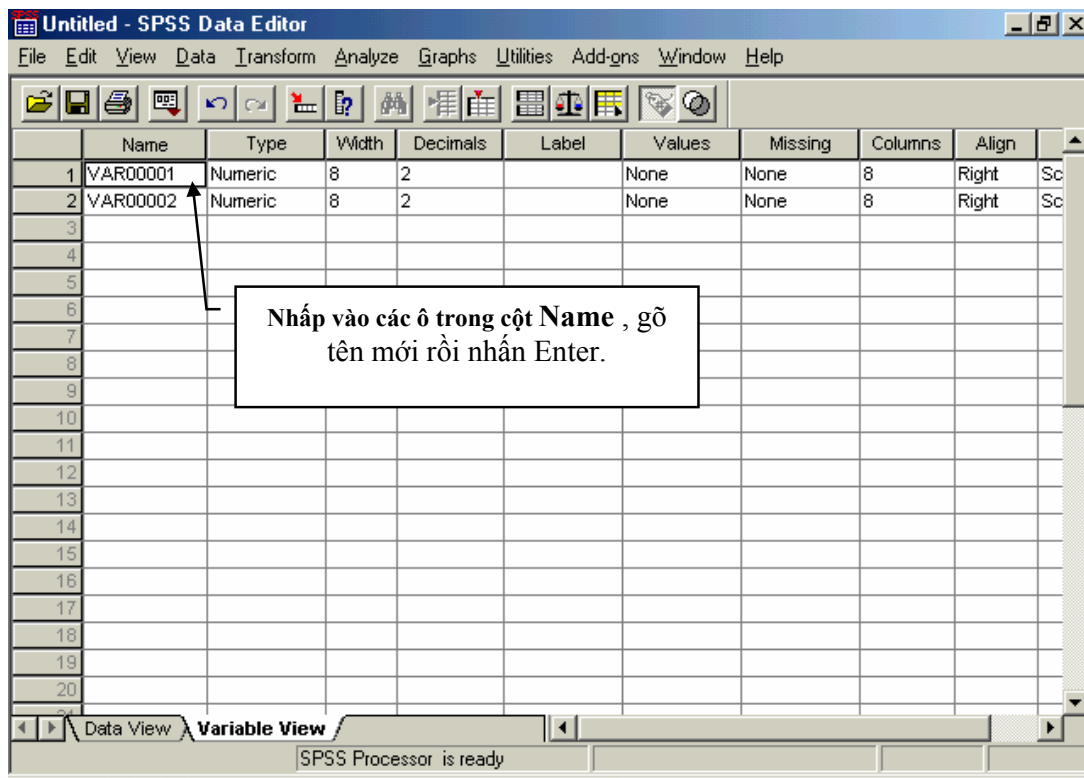 Untitled - SPSS Data Editor
File Edit View Data Transform Analyze Graphs Utilities Add-ons Window Help
Name Type Width Decimals Label Values Missing Columns Align
1 VAR00001 Numeric 8 2 None None 8 Right Sc
2 VAR00002 Numeric 8 2 None None 8 Right Sc
3
4
5
6
7
8
9
10
11
12
13
14
15
16
17
18
19
20
Nhấp vào các ô trong cột Name , gõ
tên mới rồi nhấn Enter.
Data View Variable View
SPSS Processor is ready